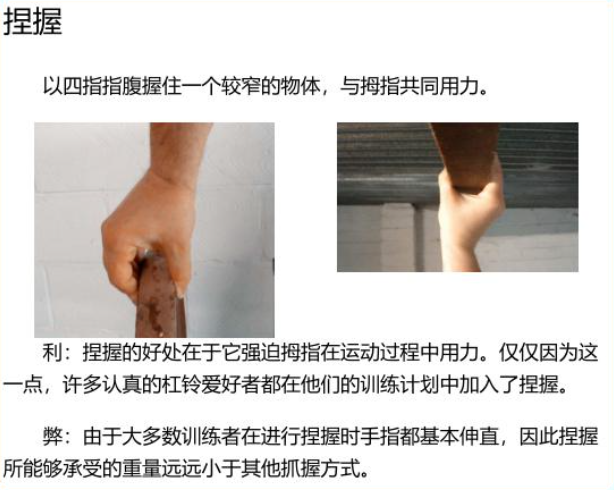 捏握
以四指指腹握住一个较窄的物体，与拇指共同用力。
利：捏握的好处在于它强迫拇指在运动过程中用力。仅仅因为这
一点，许多认真的杠铃爱好者都在他们的训练计划中加入了捏握。
弊：由于大多数训练者在进行捏握时手指都基本伸直，因此捏握
所能够承受的重量远远小于其他抓握方式。